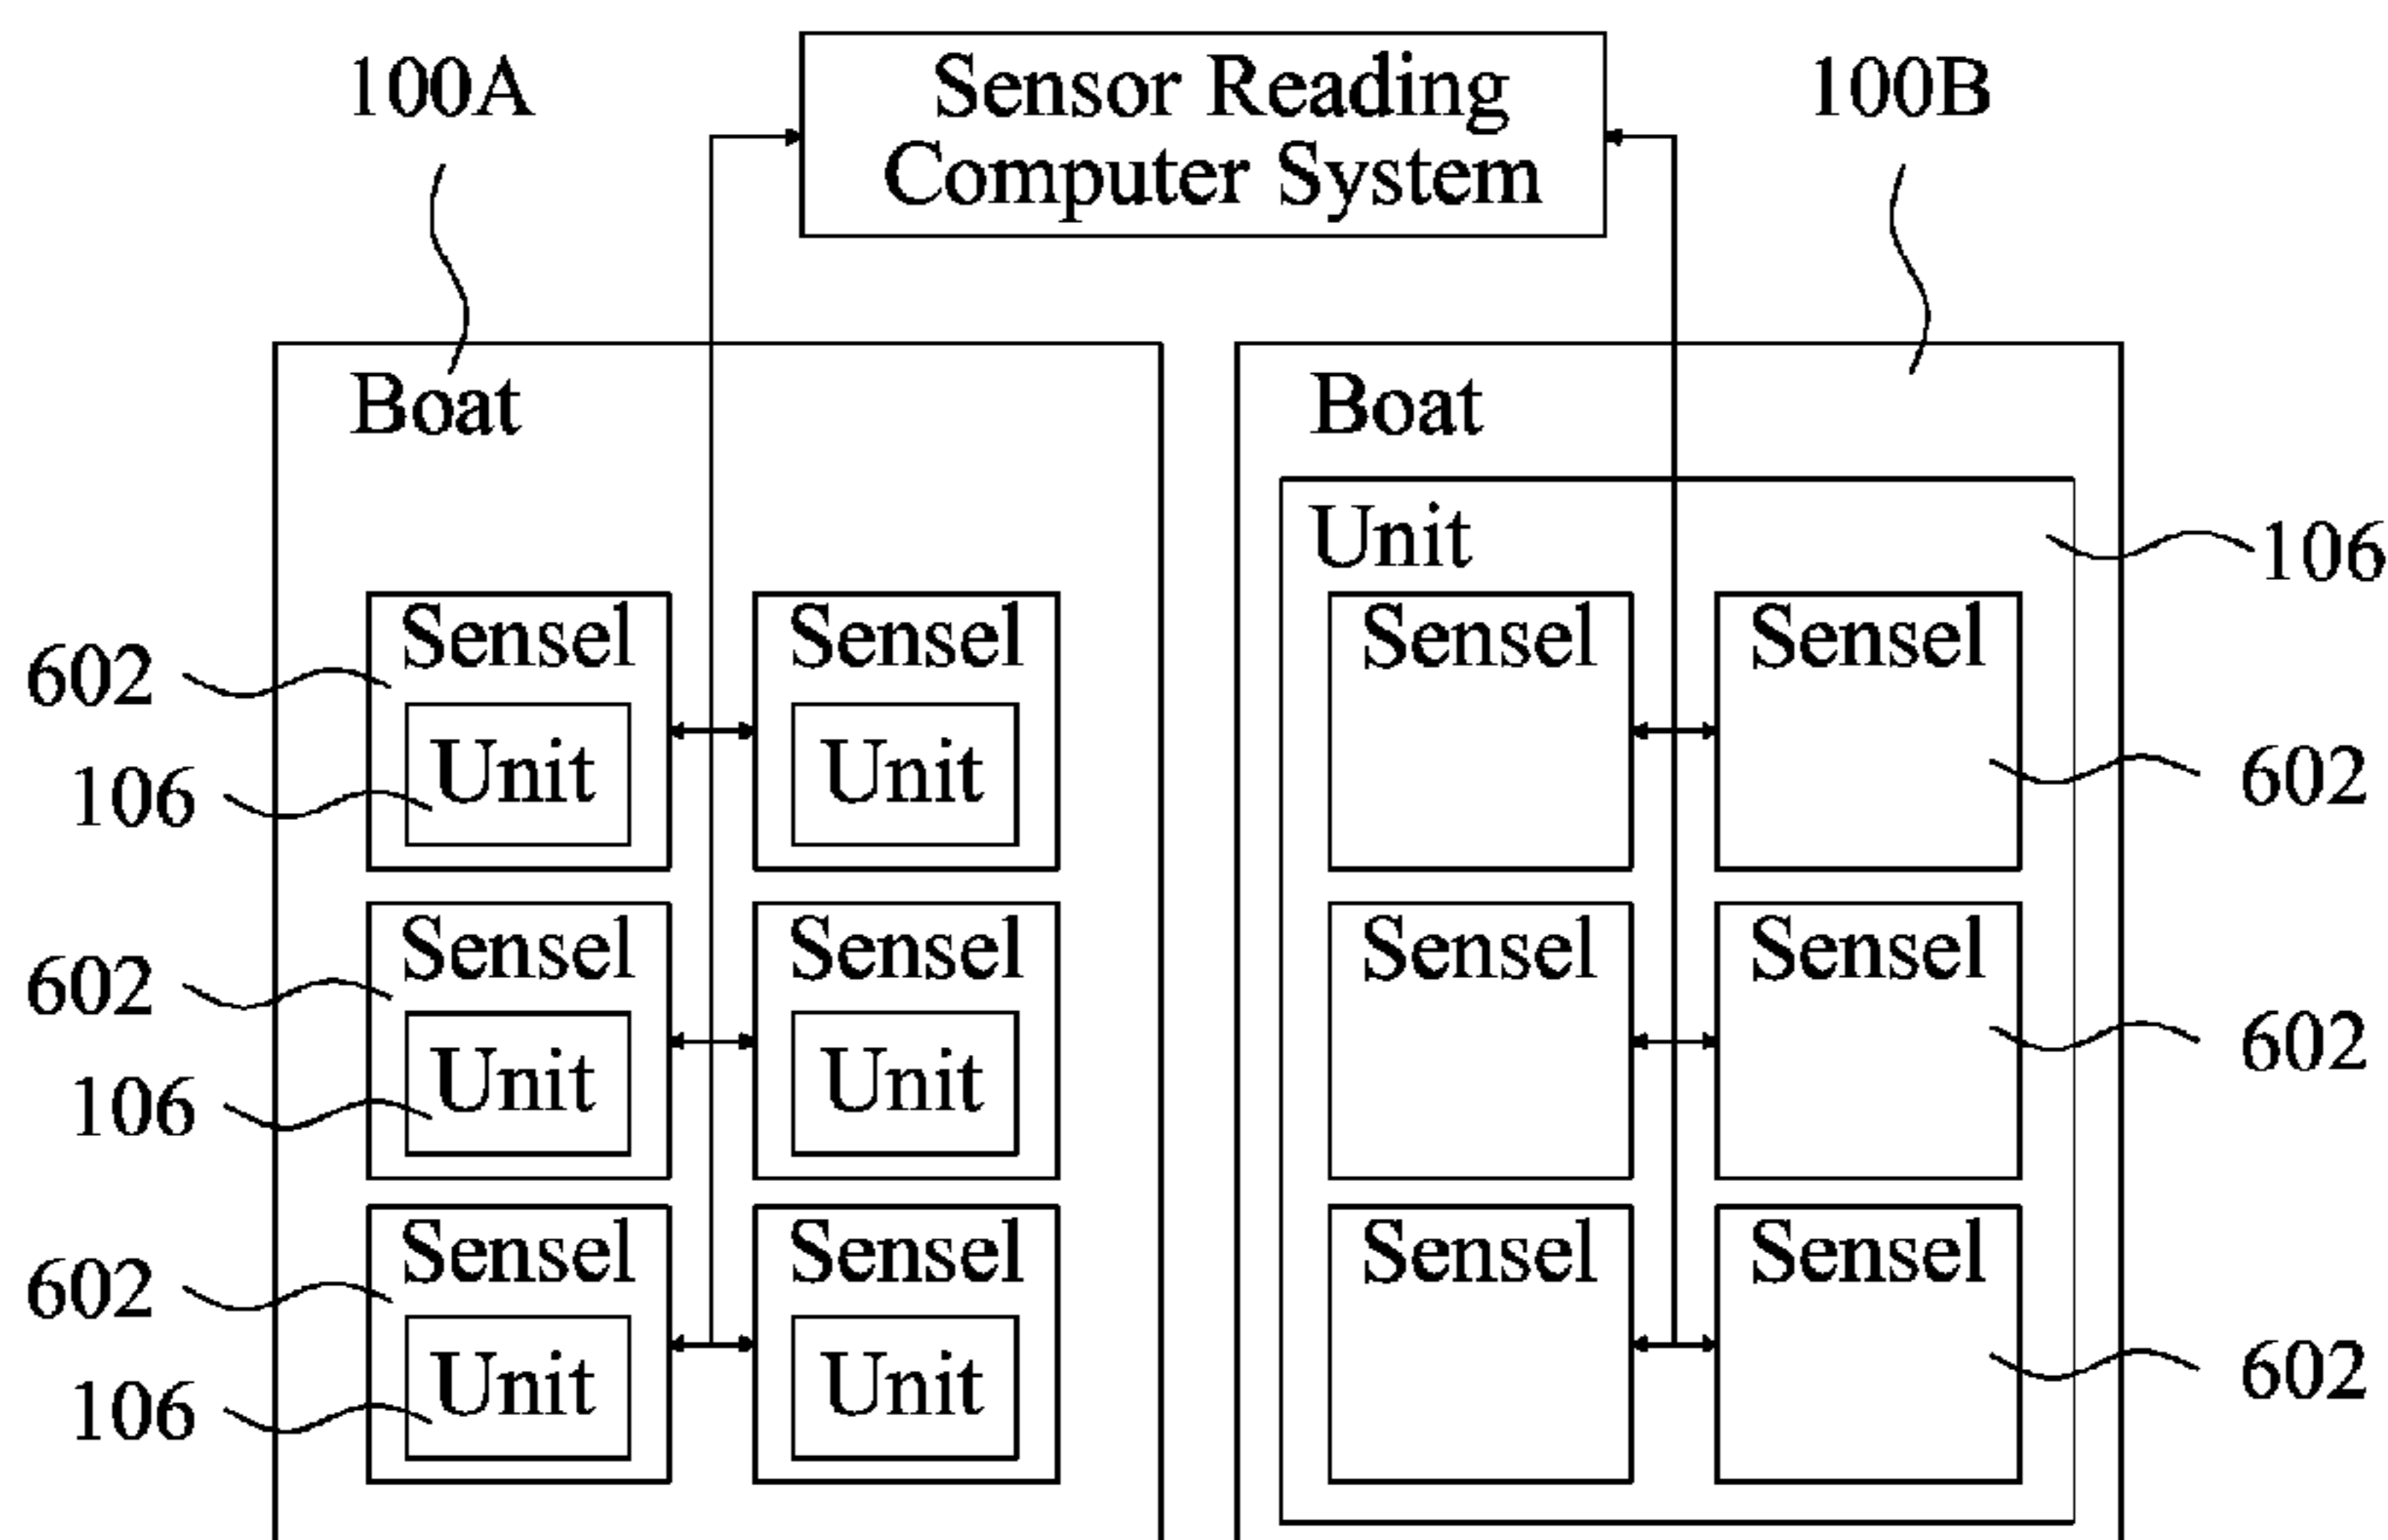 100A
Sensor Reading
Computer System
100B
Boat
Boat
Unit
106
Sensel
Sensel
Sensel
Sensel
602
Unit
Unit
602
106
Sensel
Sensel
Sensel
Sensel
602
Unit
Unit
602
106
Sensel
Sensel
Sensel
Sensel
602
Unit
Unit
602
106